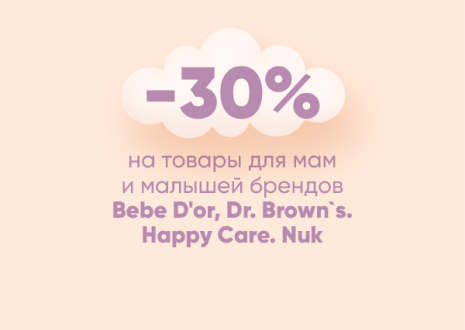 -30%
на товары для мам
и малышей брендов
Bebe D'or, Dr. Brown`s.
Happy Care. Nuk